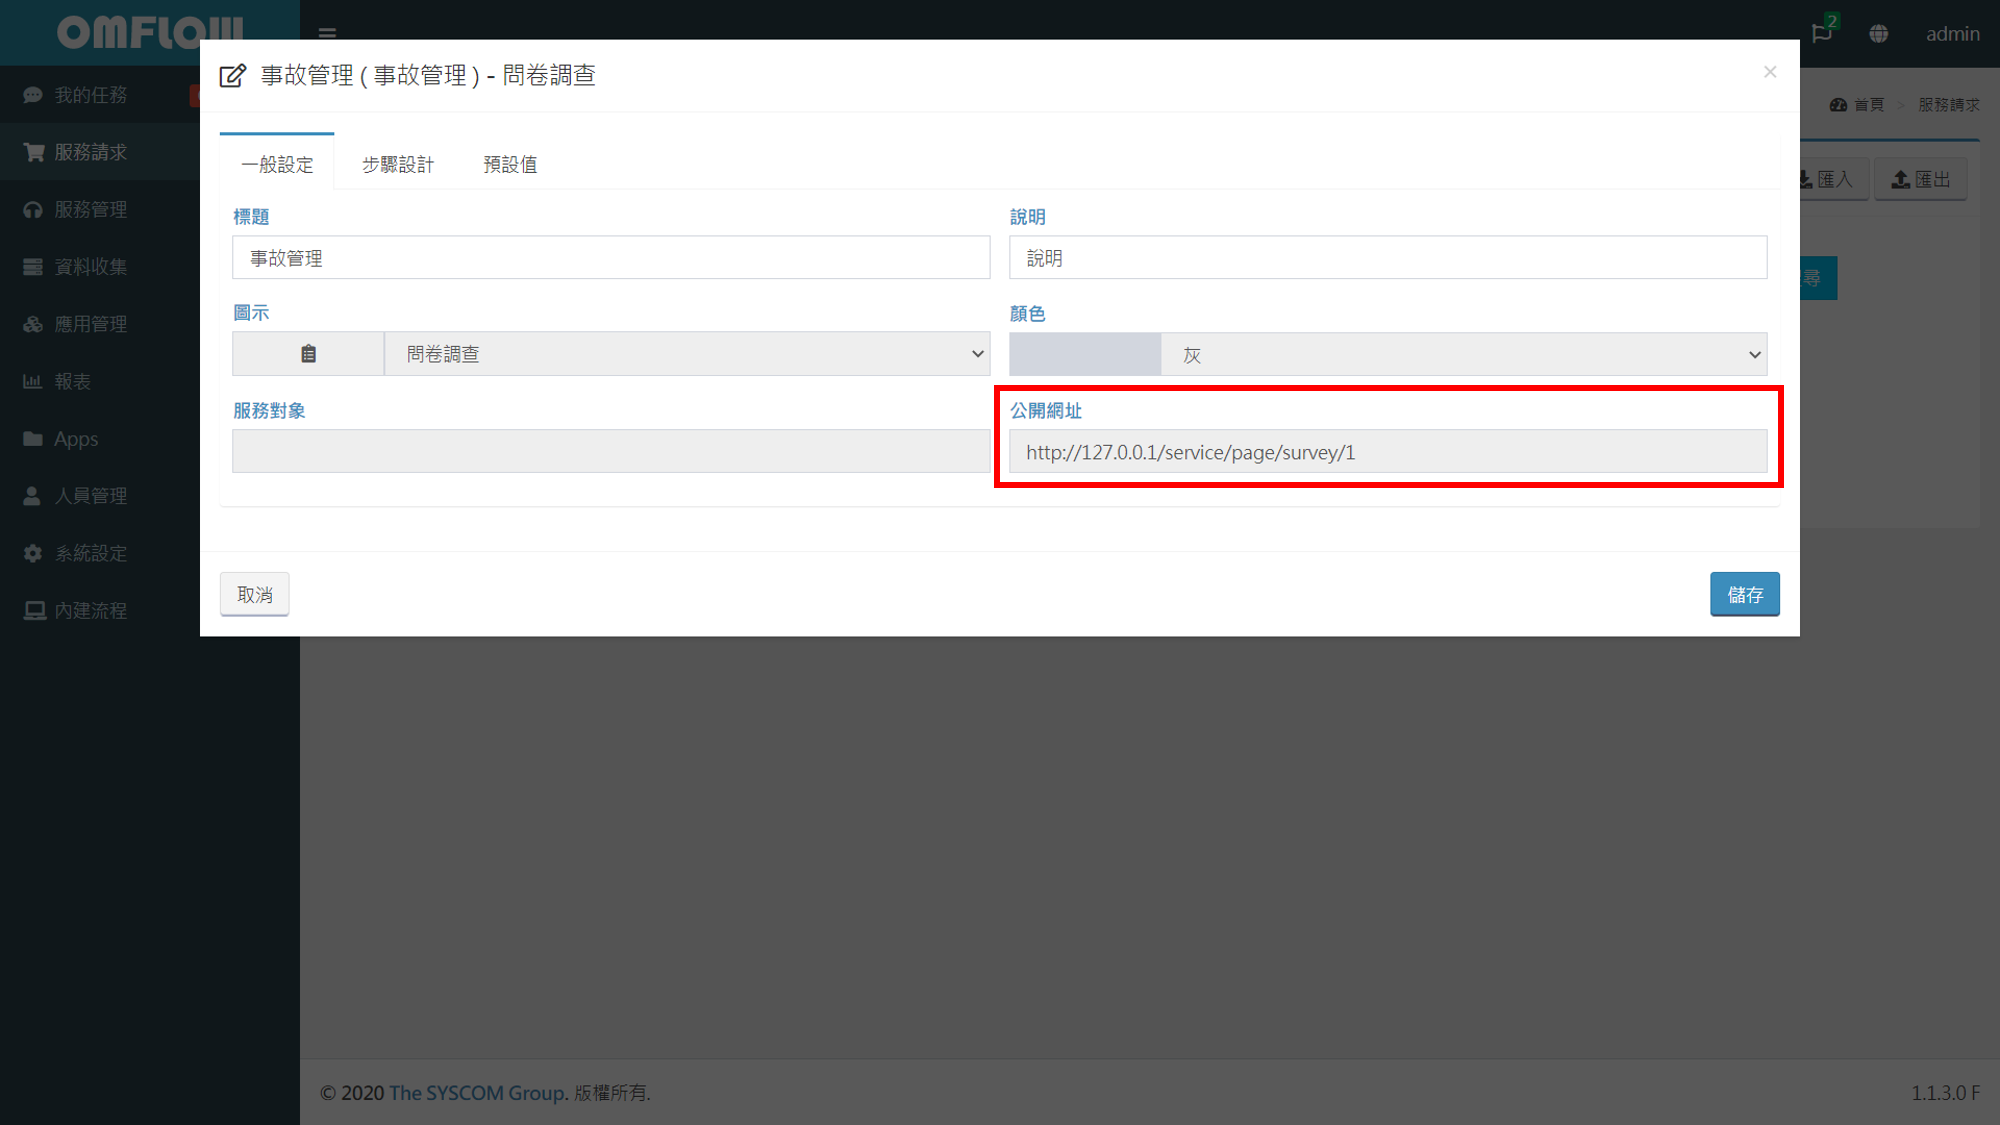 OMFLOW
2
admin
事故管理 ( 事故管理 ) - 問卷調查
×
我的任務
服務請求
服務管理
資料收集
應用管理
報表
Apps
人員管理
系統設定
內建流程
首頁 > 服務請求
匯入
匯出
尋
一般設定
步驟設計
預設值
標題
說明
事故管理
說明
圖示
顏色
問卷調查
灰
服務對象
公開網址
http://127.0.0.1/service/page/survey/1
取消
儲存
© 2020 The SYSCOM Group. 版權所有.
1.1.3.0 F